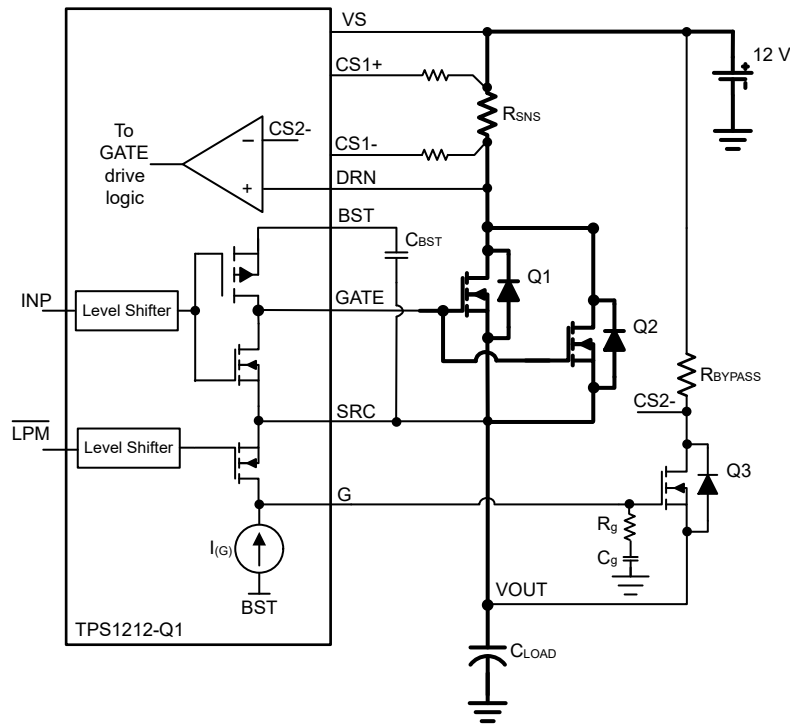 VS
12 V
CS1+
RSNS
To
GATE
drive
logic
CS2-
CS1-
DRN
BST
CBST
Q1
INP
Level Shifter
GATE
Q2
RBYPASS
CS2-
SRC
LPM
Level Shifter
Q3
G
Rg
I(G)
Cg
BST
VOUT
TPS1212-Q1
CLOAD